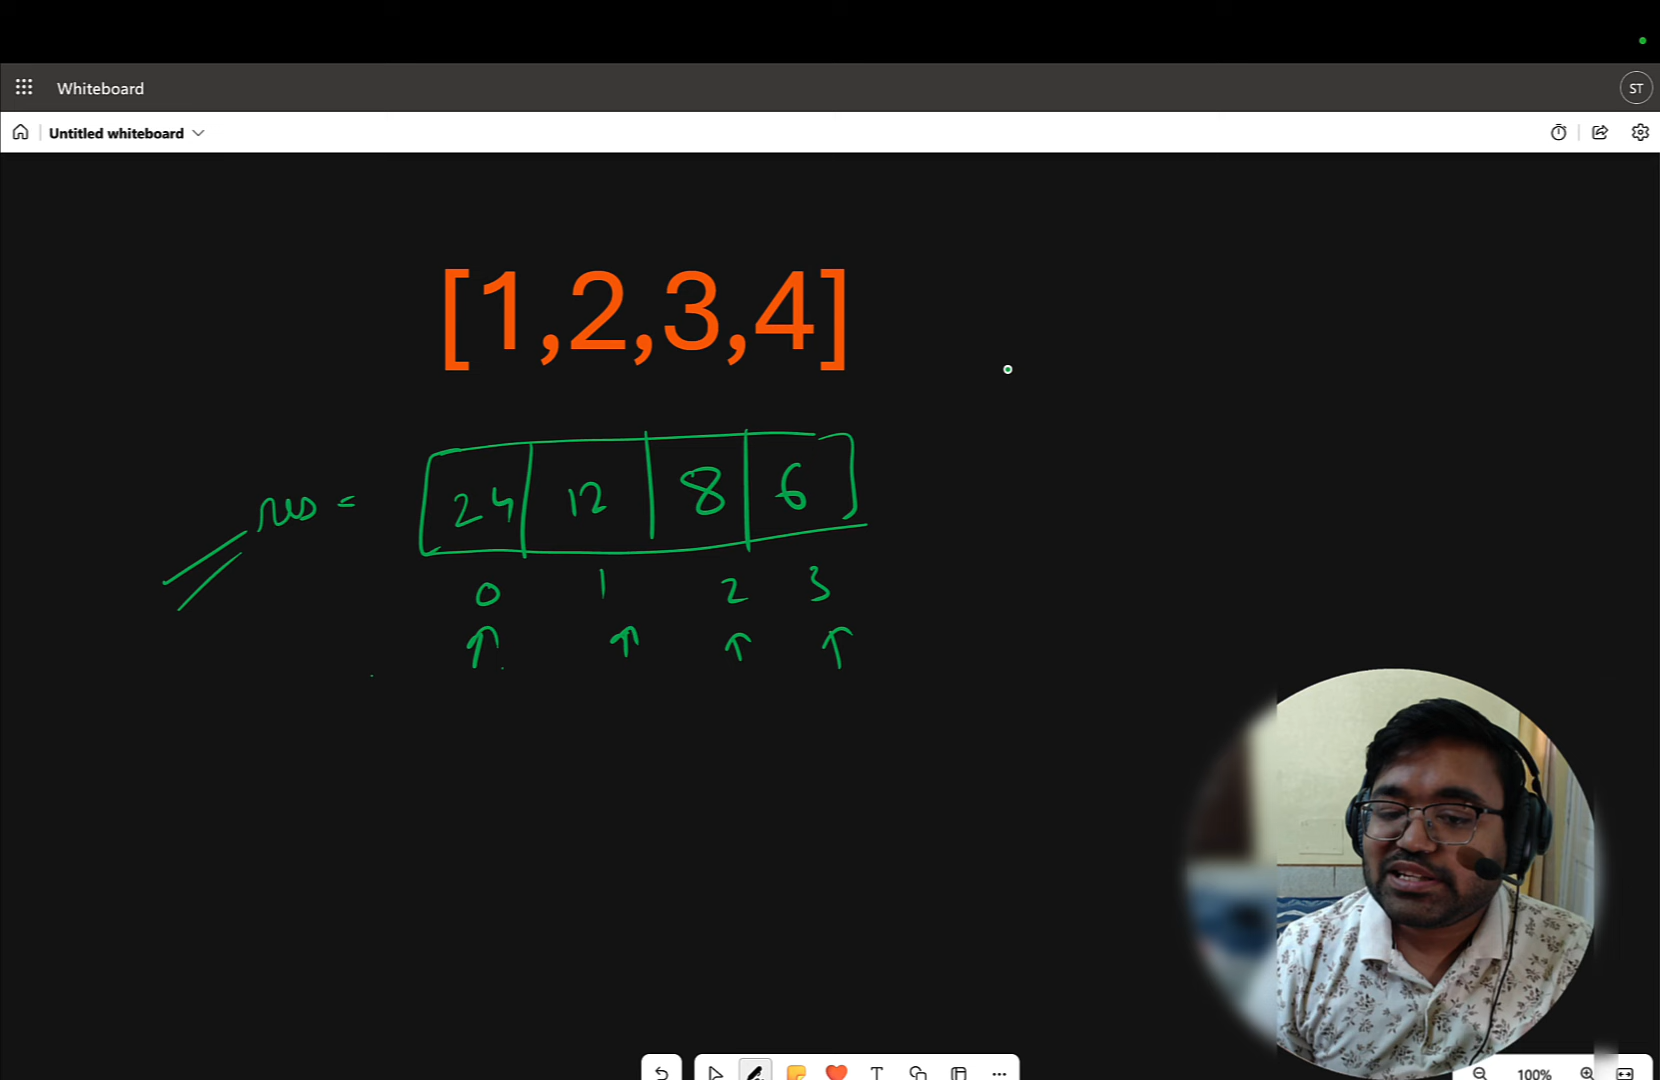 Whiteboard
ST
Untitled whiteboard
[1,2,3,4]
res = 24 12 8 6
0 1 2 3
100%